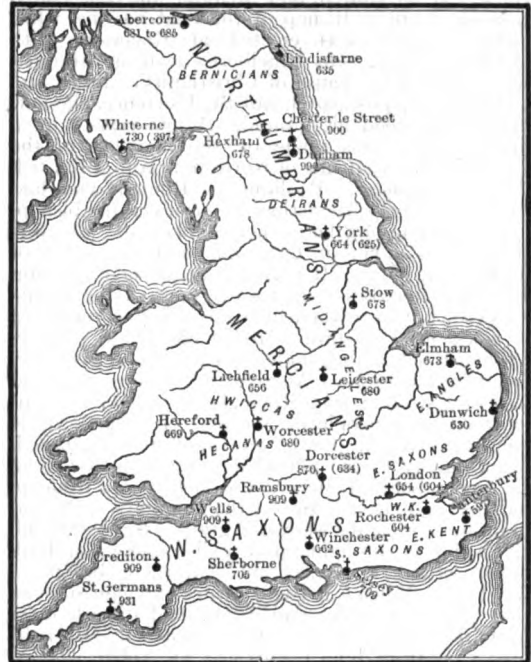 Abercorn
681 to 685
Lindisfarne
635
NORTHUMBRIANS
BERNICIANS
Whiterne
730 (397)
Chester le Street
900
Hexham
678
Durham
DEIRANS
York
664 (625)
Stow
678
MID. ANGLES
MERCIANS
Elmham
673
E. ANGLES
Lichfield
656
Leicester
680
Dunwich
630
HWICCAS
Hereford
669
HECANAS
Worcester
680
Dorcester
870 (634)
E. SAXONS
London
654 (604)
Ramsbury
909
W.K.
Rochester
604
Canterbury
E. KENT
Wells
909
W. SAXONS
Winchester
662
S. SAXONS
Crediton
909
Sherborne
705
709
St. Germans
931